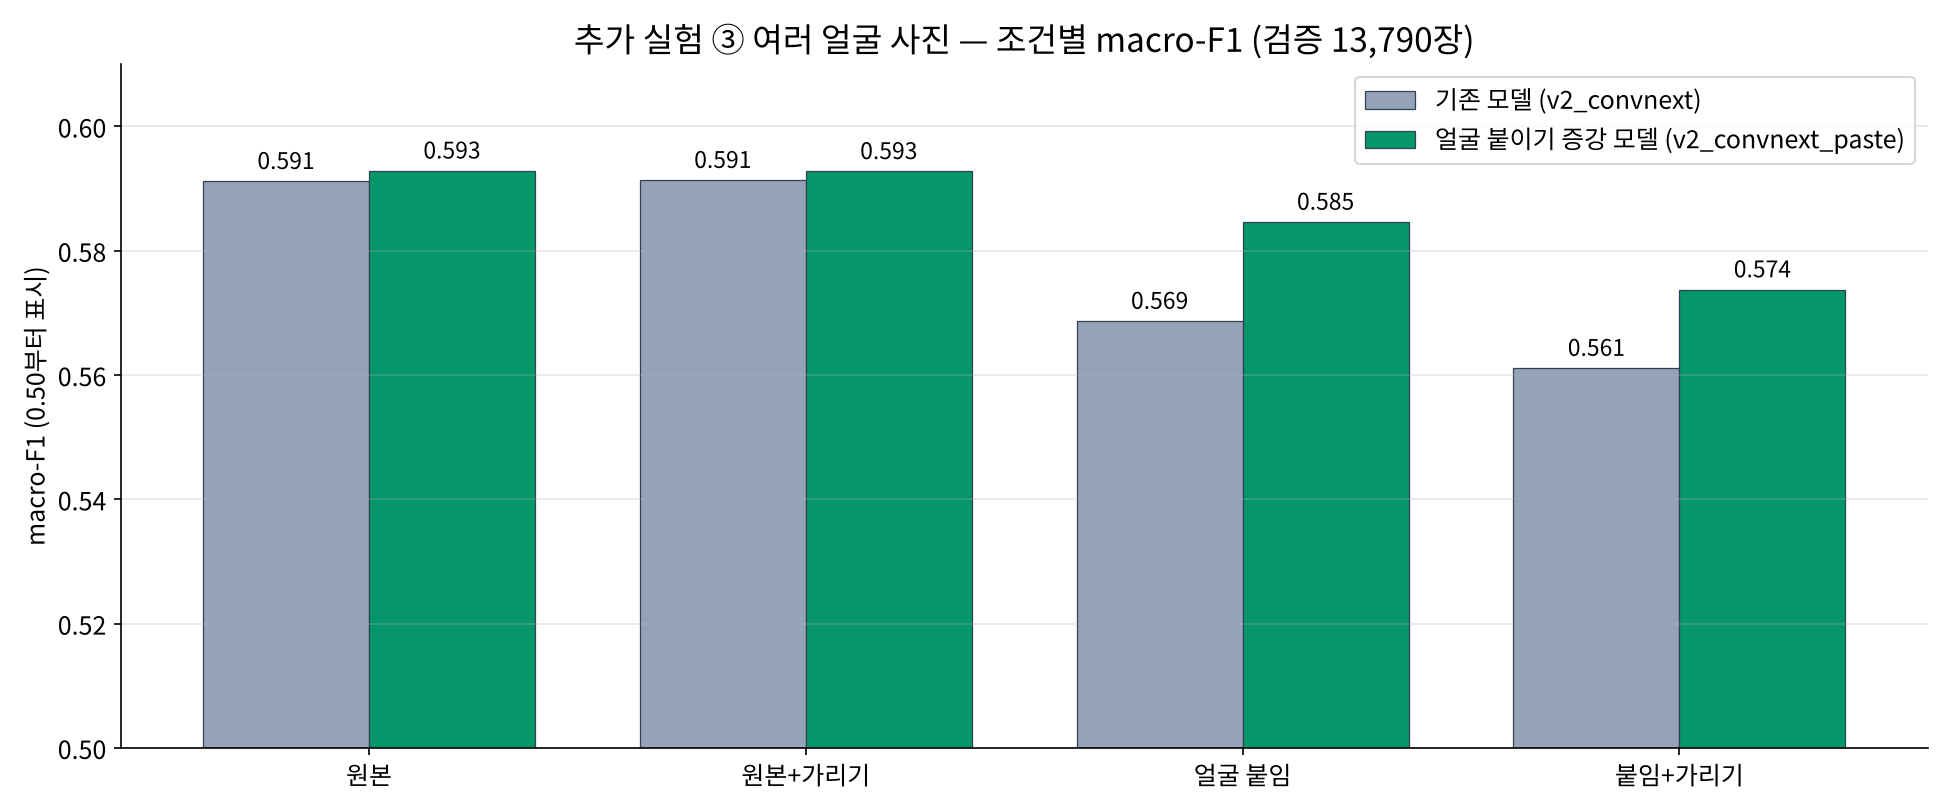 추가 실험 ③ 여러 얼굴 사진 — 조건별 macro-F1 (검증 13,790장)
기존 모델 (v2_convnext)
얼굴 붙이기 증강 모델 (v2_convnext_paste)
macro-F1 (0.50부터 표시)
0.60
0.58
0.56
0.54
0.52
0.50
0.591
0.593
0.591
0.593
0.569
0.585
0.561
0.574
원본
원본+가리기
얼굴 붙임
붙임+가리기